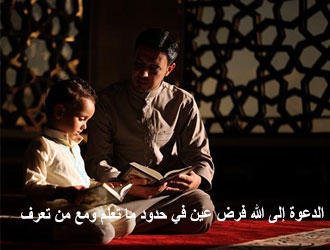 الدعوة إلى الله فرض عين في حدود ما تعلم ومع من تعرف